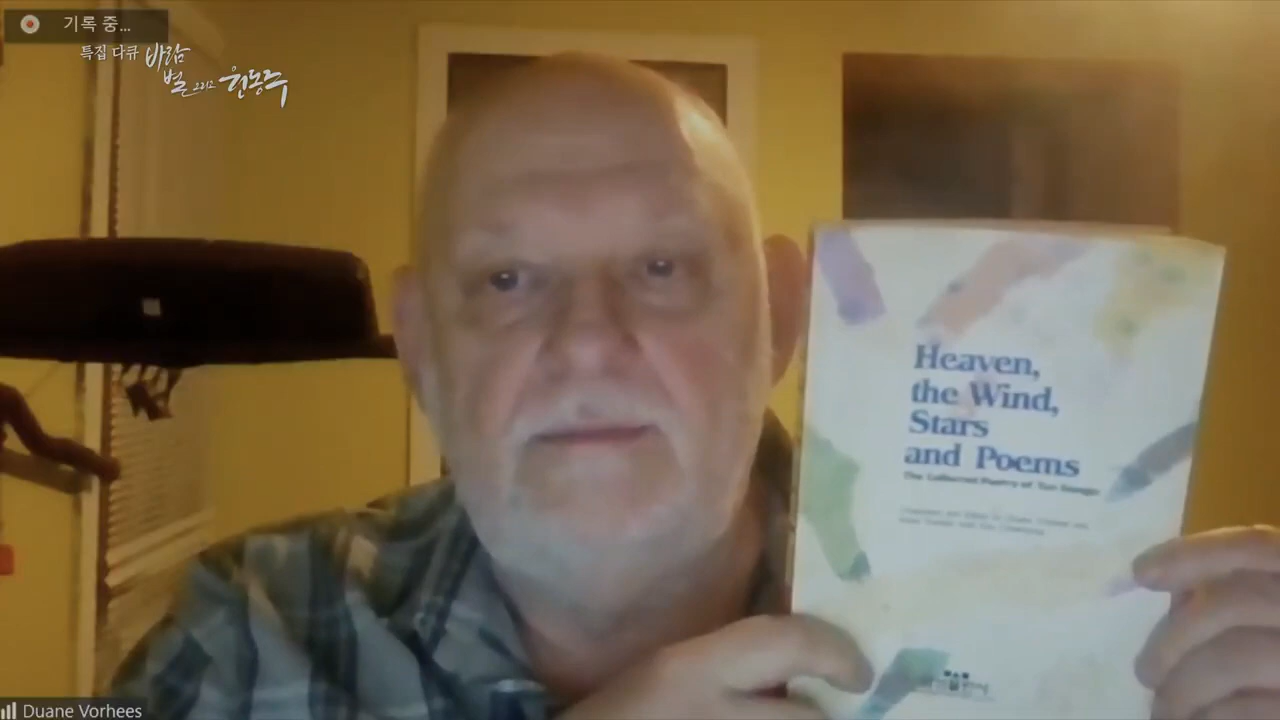 기록 중...
특집 다큐 바람
별 그리고 윤동주
Heaven,
the Wind,
Stars
and Poems
The Collected Poetry of Yun Dongju
Duane Vorhees